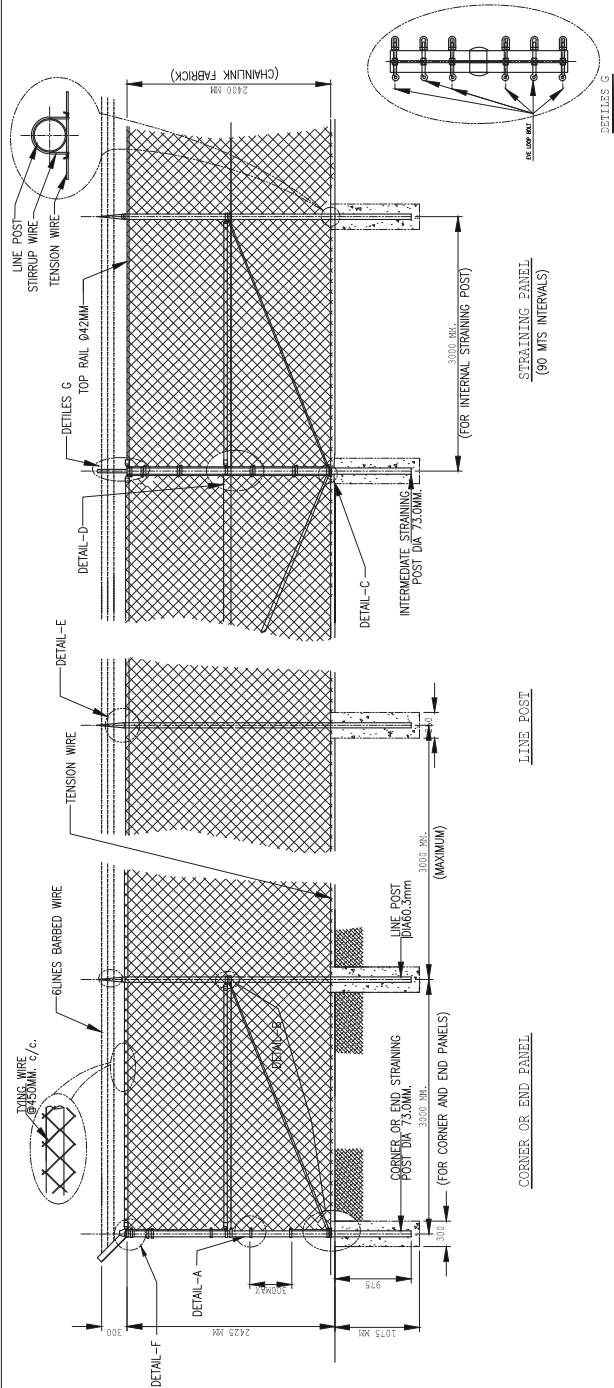 TYING WIRE
@450MM. c/c.
6LINES BARBED WIRE
TENSION WIRE
DETAIL-E
DETAIL-D
DETILES G
TOP RAIL Q42MM
LINE POST
STIRRUP WIRE
TENSION WIRE
2400 MM
(CHAINLINK FABRICK)
DETAIL-F
300
2425 MM
1075 MM
975
DETAIL-A
300MAX
DETAIL-B
300
CORNER OR END STRAINING
POST DIA 73.0MM.
3000 MM.
(FOR CORNER AND END PANELS)
CORNER OR END PANEL
LINE POST
DIA60.3mm
3000 MM.
(MAXIMUM)
LINE POST
DETAIL-C
INTERMEDIATE STRAINING
POST DIA 73.0MM.
3000 MM.
(FOR INTERNAL STRAINING POST)
STRAINING PANEL
(90 MTS INTERVALS)
EYE LOOP BOLT
DETILES G